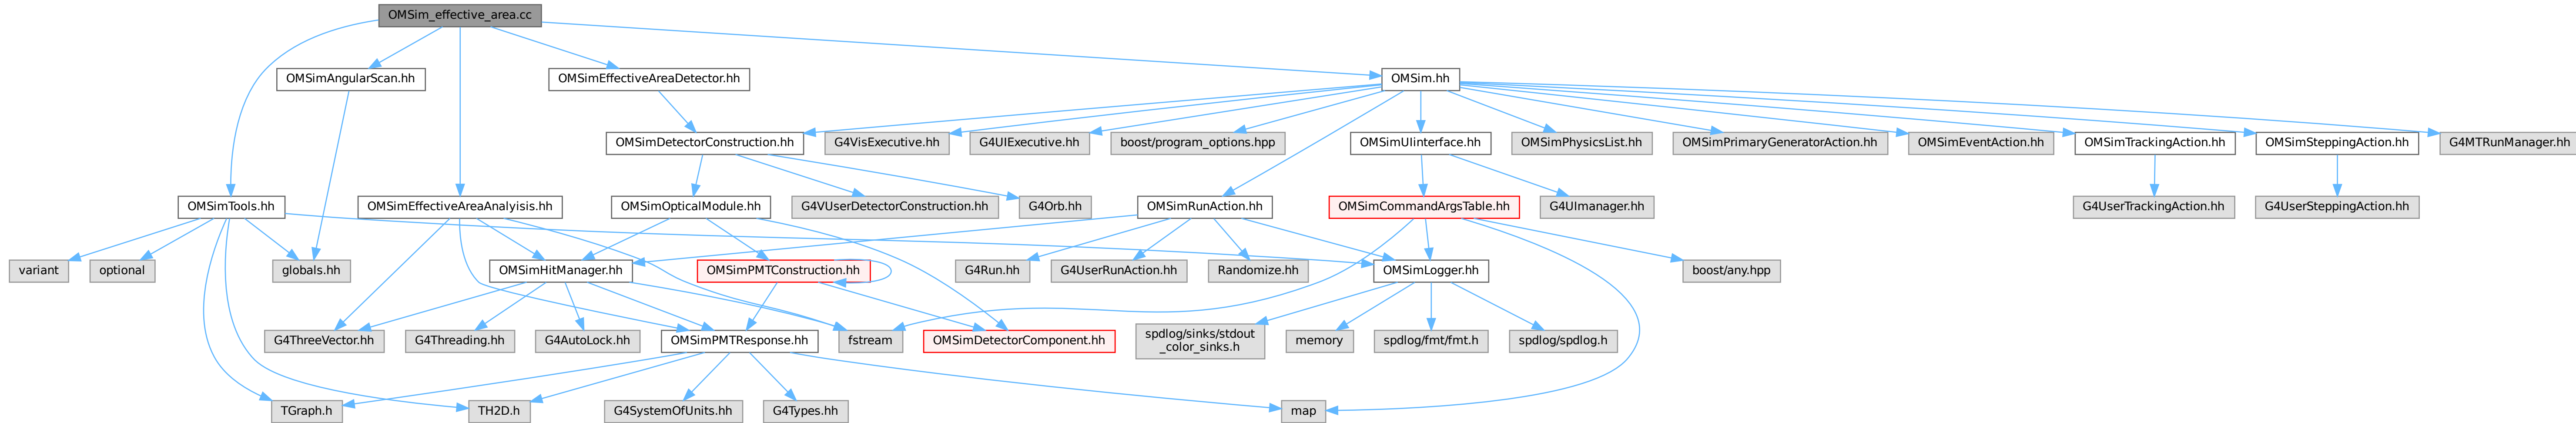 OMSim_effective_area.cc
OMSimAngularScan.hh
OMSimEffectiveAreaDetector.hh
OMSim.hh
OMSimDetectorConstruction.hh
G4VisExecutive.hh
G4UIExecutive.hh
boost/program_options.hpp
OMSimUIinterface.hh
OMSimPhysicsList.hh
OMSimPrimaryGeneratorAction.hh
OMSimEventAction.hh
OMSimTrackingAction.hh
OMSimSteppingAction.hh
G4MTRunManager.hh
OMSimTools.hh
OMSimEffectiveAreaAnalyisis.hh
OMSimOpticalModule.hh
G4VUserDetectorConstruction.hh
G4Orb.hh
OMSimRunAction.hh
OMSimCommandArgsTable.hh
G4UImanager.hh
G4UserTrackingAction.hh
G4UserSteppingAction.hh
variant
optional
globals.hh
OMSimHitManager.hh
OMSimPMTConstruction.hh
G4Run.hh
G4UserRunAction.hh
Randomize.hh
OMSimLogger.hh
boost/any.hpp
G4ThreeVector.hh
G4Threading.hh
G4AutoLock.hh
OMSimPMTResponse.hh
fstream
OMSimDetectorComponent.hh
spdlog/sinks/stdout
_color_sinks.h
memory
spdlog/fmt/fmt.h
spdlog/spdlog.h
TGraph.h
TH2D.h
G4SystemOfUnits.hh
G4Types.hh
map